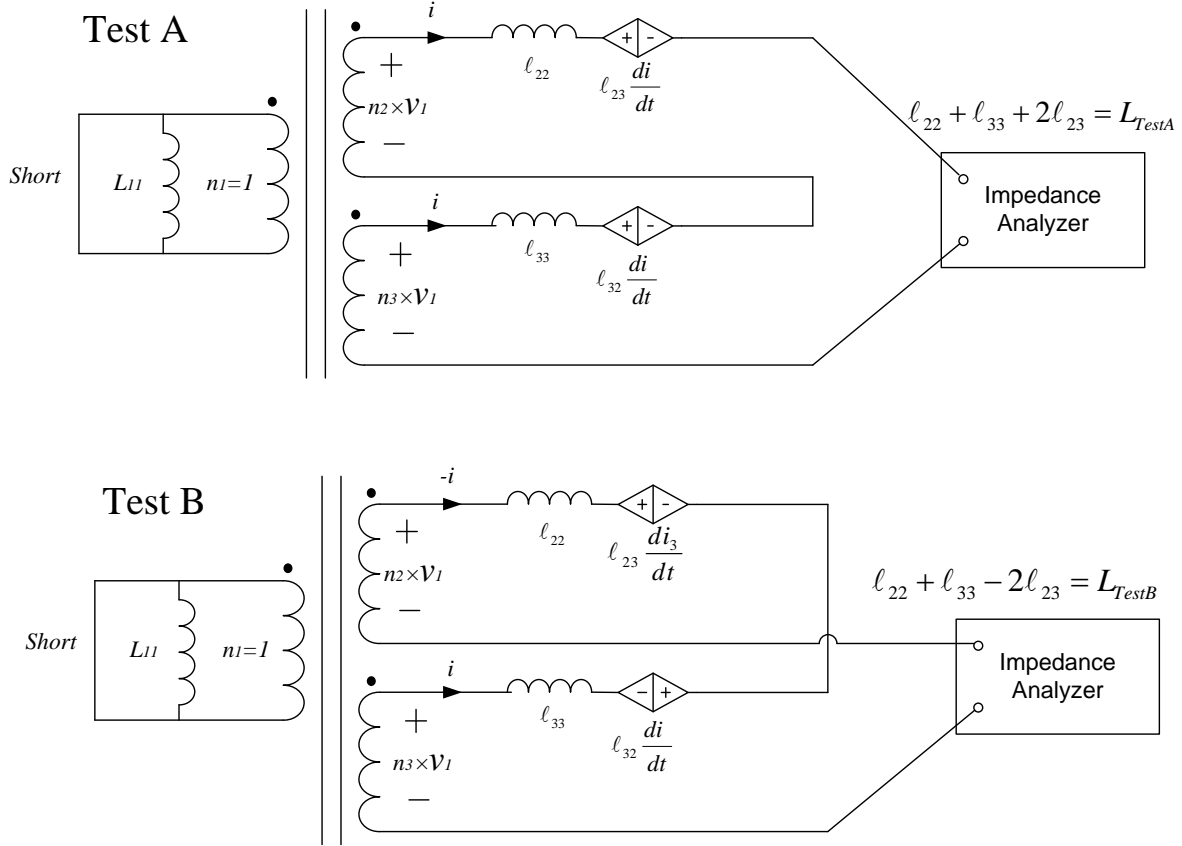 Test A
i
+
ℓ₂₂
+ -
ℓ₂₃ di/dt
n₂×v₁
−
Short
L₁₁
n₁=1
ℓ₂₂ + ℓ₃₃ + 2ℓ₂₃ = L_TestA
Impedance
Analyzer
i
+
ℓ₃₃
+ -
ℓ₃₂ di/dt
n₃×v₁
−
Test B
-i
+
ℓ₂₂
+ -
ℓ₂₃ di₃/dt
n₂×v₁
−
Short
L₁₁
n₁=1
ℓ₂₂ + ℓ₃₃ − 2ℓ₂₃ = L_TestB
Impedance
Analyzer
i
+
ℓ₃₃
- +
ℓ₃₂ di/dt
n₃×v₁
−